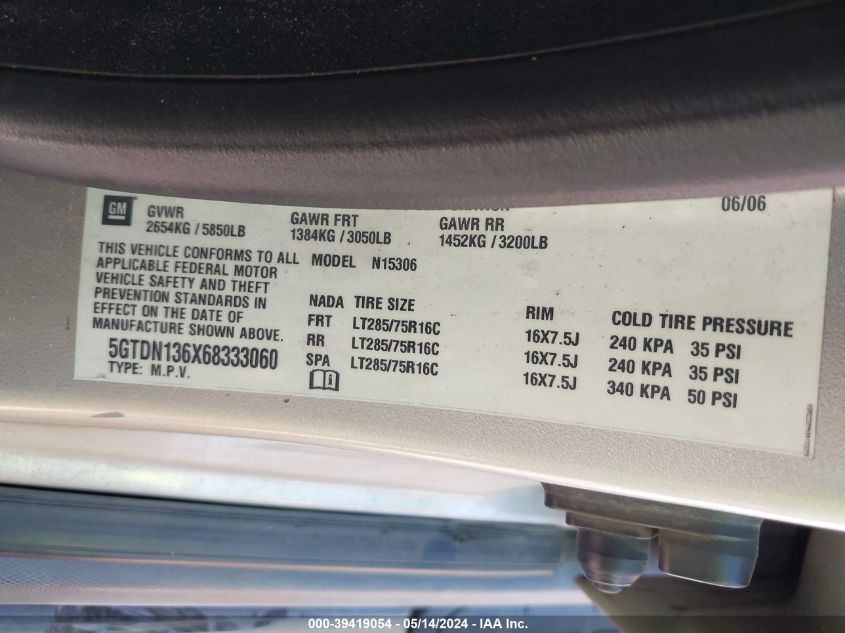 06/06
GM
GVWR
2654KG / 5850LB
GAWR FRT
1384KG / 3050LB
GAWR RR
1452KG / 3200LB
THIS VEHICLE CONFORMS TO ALL
APPLICABLE FEDERAL MOTOR
VEHICLE SAFETY AND THEFT
PREVENTION STANDARDS IN
EFFECT ON THE DATE OF
MANUFACTURE SHOWN ABOVE.
5GTDN136X68333060
TYPE: M.P.V.
MODEL N15306
NADA TIRE SIZE RIM COLD TIRE PRESSURE
FRT LT285/75R16C 16X7.5J 240 KPA 35 PSI
RR LT285/75R16C 16X7.5J 240 KPA 35 PSI
SPA LT285/75R16C 16X7.5J 340 KPA 50 PSI
i
000-39419054 - 05/14/2024 - IAA Inc.